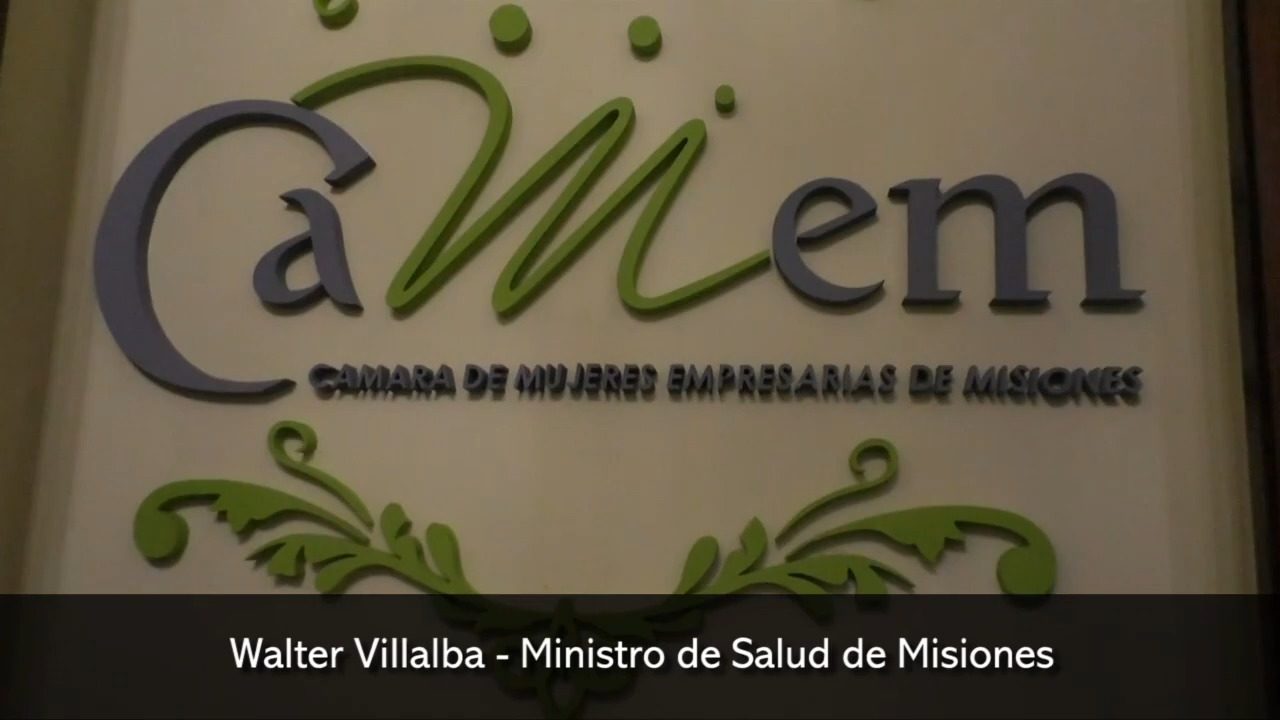 CaMem
CAMARA DE MUJERES EMPRESARIAS DE MISIONES
Walter Villalba - Ministro de Salud de Misiones